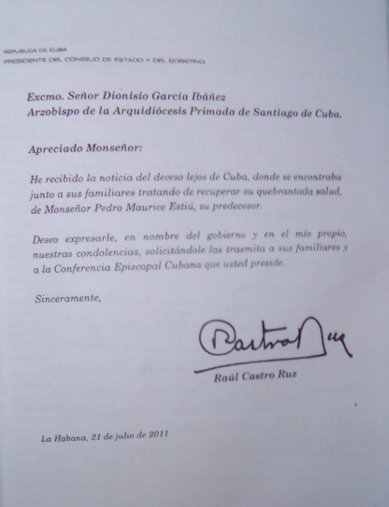 REPUBLICA DE CUBA
PRESIDENTE DEL CONSEJO DE ESTADO Y DEL GOBIERNO
Excmo. Señor Dionisio García Ibáñez
Arzobispo de la Arquidiócesis Primada de Santiago de Cuba.
Apreciado Monseñor:
He recibido la noticia del deceso lejos de Cuba, donde se encontraba
junto a sus familiares tratando de recuperar su quebrantada salud,
de Monseñor Pedro Maurice Estiú, su predecesor.
Deseo expresarle, en nombre del gobierno y en el mío propio,
nuestras condolencias, solicitándole las trasmita a sus familiares y
a la Conferencia Episcopal Cubana que usted preside.
Sinceramente,
RCastroRuz
Raúl Castro Ruz
La Habana, 21 de julio de 2011